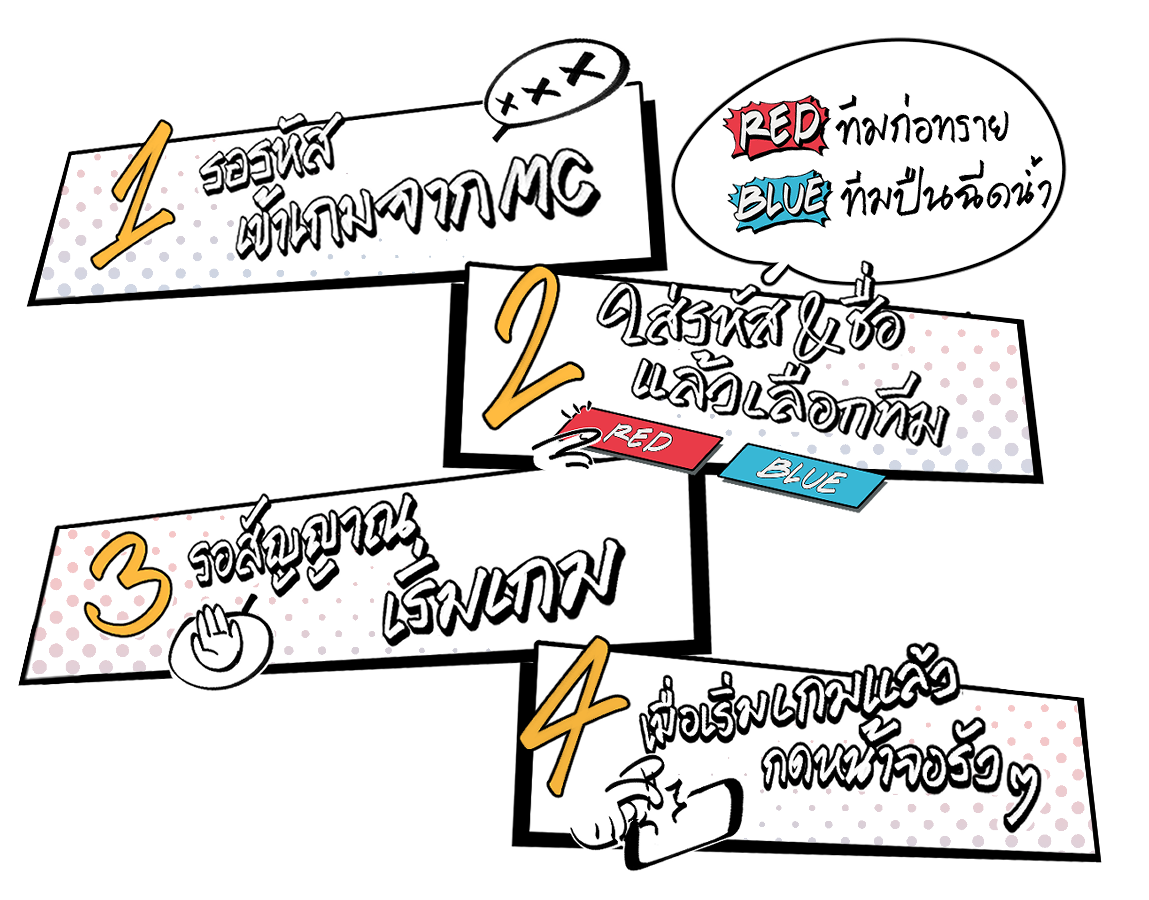 1 รอรหัส
เข้าเกมจาก MC
RED ทีมก่อทราย
BLUE ทีมปืนฉีดน้ำ
2 ใส่รหัส & ชื่อ
แล้วเลือกทีม
RED
BLUE
3 รอสัญญาณ
เริ่มเกม
4 เมื่อเริ่มเกมแล้ว
กดหน้าจอรัว ๆ